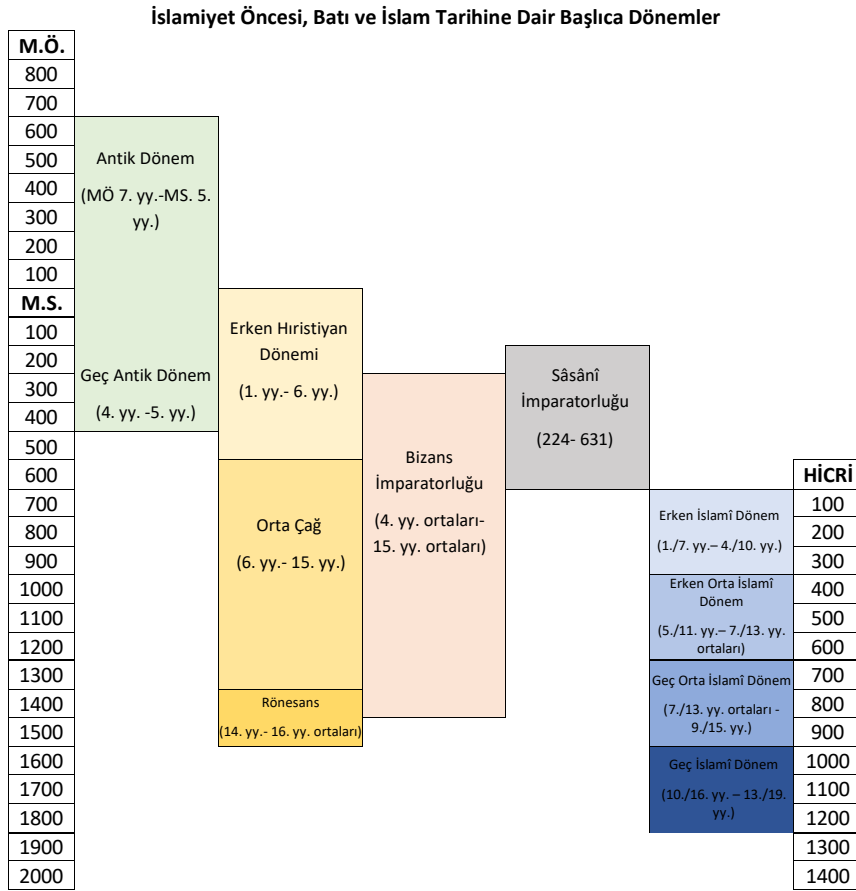 İslamiyet Öncesi, Batı ve İslam Tarihine Dair Başlıca Dönemler
M.Ö.
800
700
600
500
400
300
200
100
M.S.
100
200
300
400
500
600
700
800
900
1000
1100
1200
1300
1400
1500
1600
1700
1800
1900
2000
Antik Dönem
(MÖ 7. yy.-MS. 5.
yy.)
Geç Antik Dönem
(4. yy. -5. yy.)
Erken Hıristiyan
Dönemi
(1. yy.- 6. yy.)
Orta Çağ
(6. yy.- 15. yy.)
Rönesans
(14. yy.- 16. yy. ortaları)
Bizans
İmparatorluğu
(4. yy. ortaları-
15. yy. ortaları)
Sâsânî
İmparatorluğu
(224- 631)
Erken İslamî Dönem
(1./7. yy.– 4./10. yy.)
Erken Orta İslamî
Dönem
(5./11. yy.– 7./13. yy.
ortaları)
Geç Orta İslamî Dönem
(7./13. yy. ortaları -
9./15. yy.)
Geç İslamî Dönem
(10./16. yy. – 13./19.
yy.)
HİCRİ
100
200
300
400
500
600
700
800
900
1000
1100
1200
1300
1400